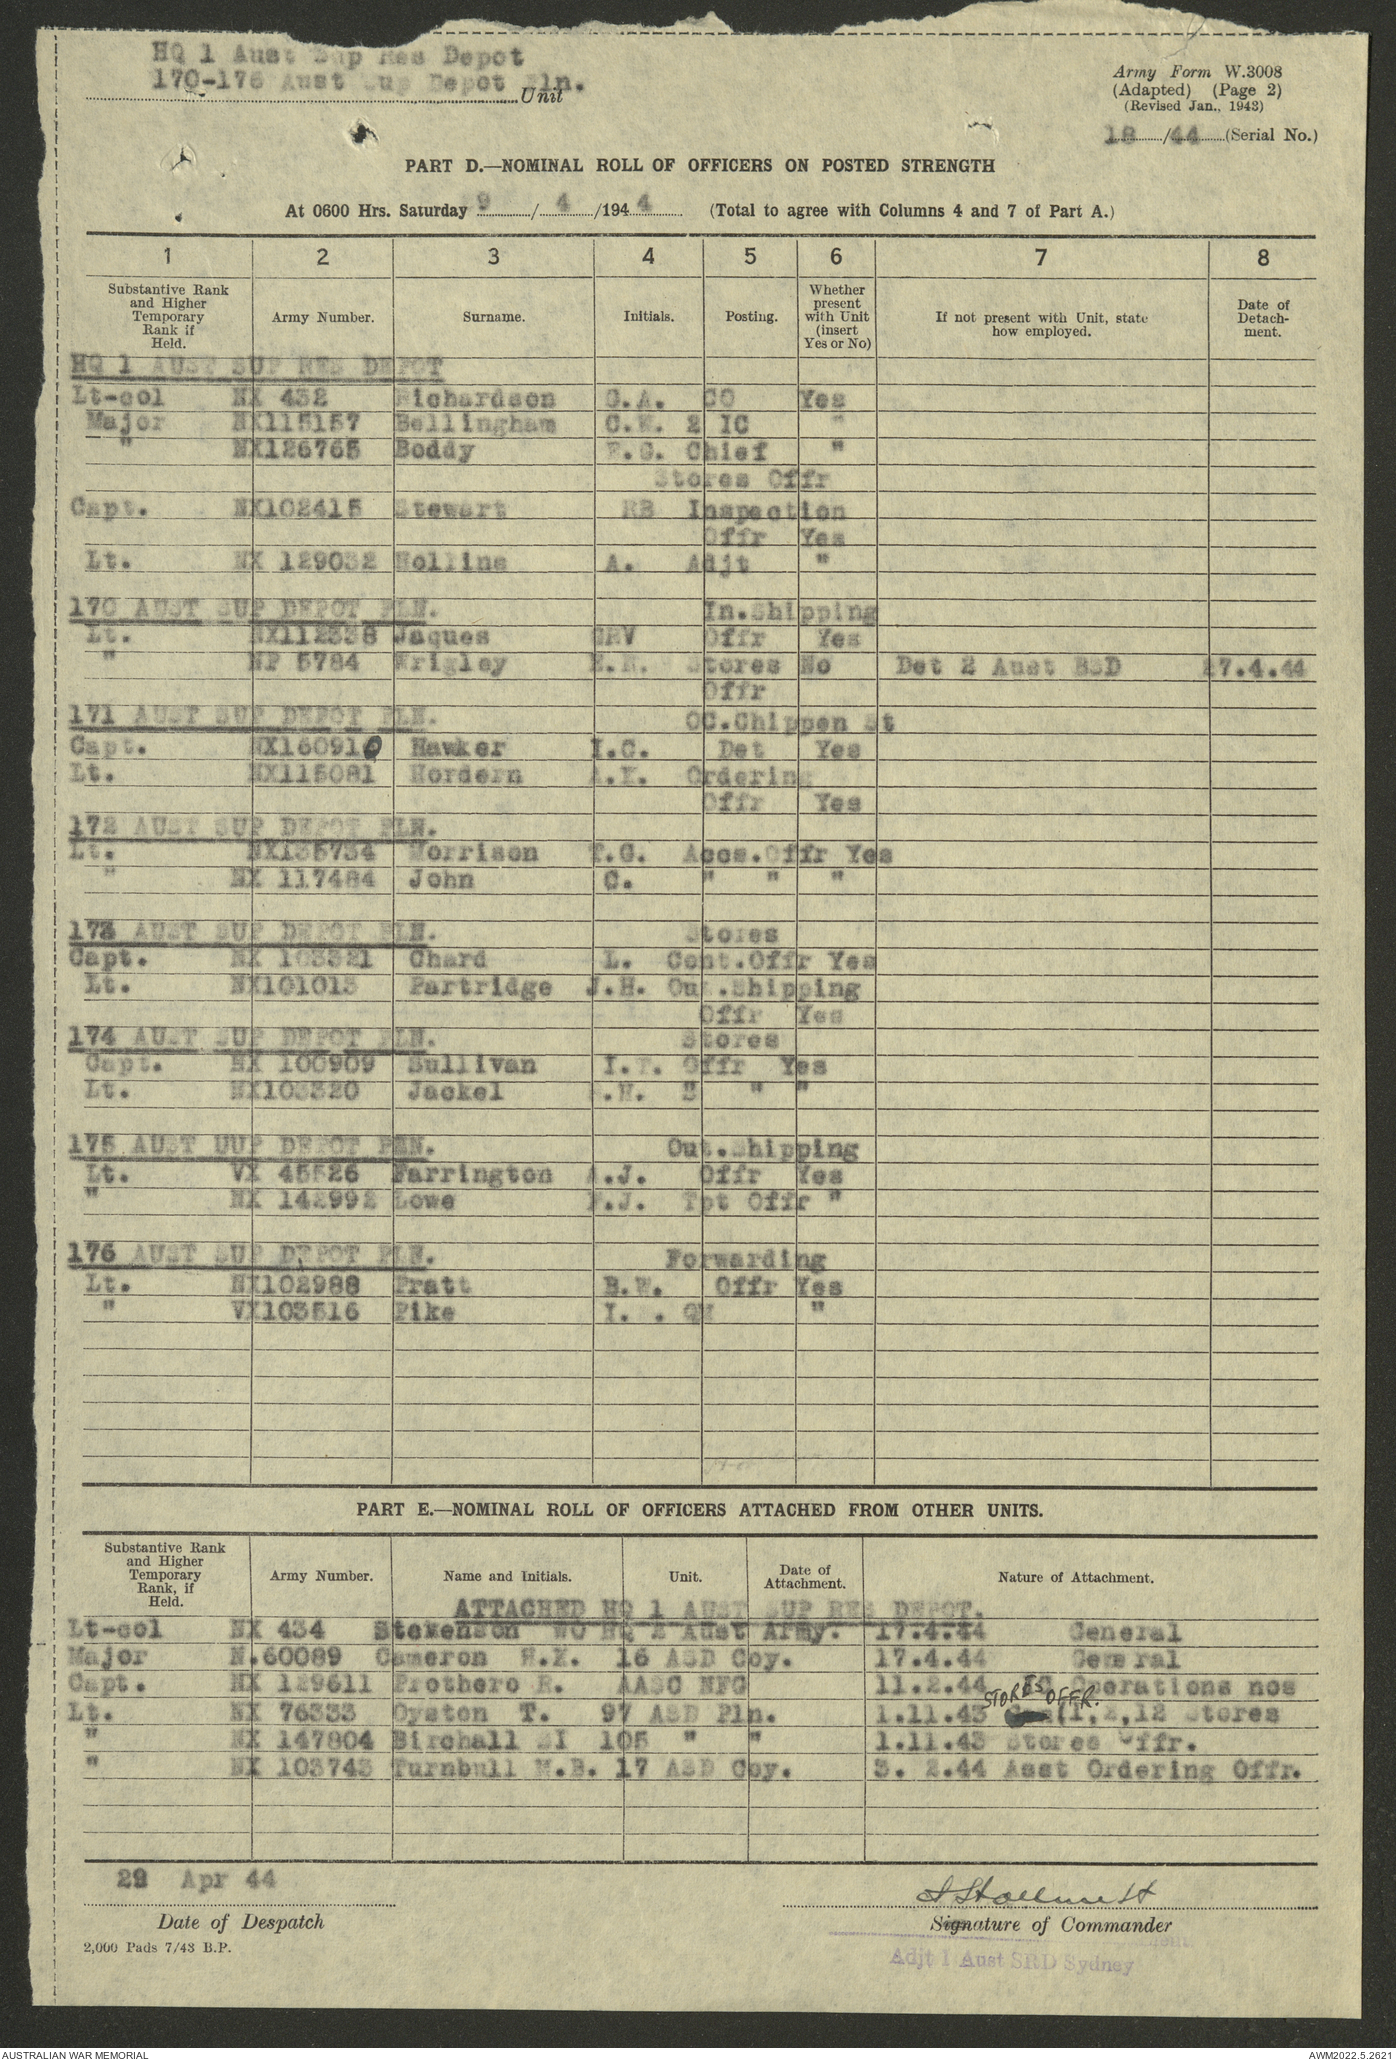 HQ 1 Aust Sup Res Depot
170-176 Aust Sup Depot Pln.
Unit
Army Form W.3008
(Adapted) (Page 2)
(Revised Jan., 1943)
18/44 (Serial No.)
PART D.—NOMINAL ROLL OF OFFICERS ON POSTED STRENGTH
At 0600 Hrs. Saturday 9/4/1944 (Total to agree with Columns 4 and 7 of Part A.)
1 2 3 4 5 6 7 8
Substantive Rank and Higher Temporary Rank if Held. Army Number. Surname. Initials. Posting. Whether present with Unit (insert Yes or No) If not present with Unit, state how employed. Date of Detach-ment.
HQ 1 AUST SUP RES DEPOT
Lt-col NX 432 Richardson G.A. CO Yes
Major NX115157 Bellingham C.W. 2 IC "
" NX126765 Boddy F.G. Chief "
Stores Offr
Capt. NX102415 Stewart RB Inspection
Offr Yes
Lt. NX 129032 Hollins A. Adjt "
170 AUST SUP DEPOT PLN. In.Shipping
Lt. NX112338 Jaques CRV Offr Yes
" NP 5784 Wrigley Stores No Det 2 Aust BSD 27.4.44
Offr
171 AUST SUP DEPOT PLN. OC.Chippen St
Capt. NX160910 Hawker I.G. Det Yes
Lt. NX115081 Hordern A.K. Ordering
Offr Yes
172 AUST SUP DEPOT PLN.
Lt. NX135734 Morrison T.G. Accs.Offr Yes
" NX 117484 John C. " " "
173 AUST SUP DEPOT PLN. Stores
Capt. NX 103321 Chard L. Cont.Offr Yes
Lt. NX101013 Partridge J.H. Out.Shipping
Offr Yes
174 AUST SUP DEPOT PLN. Stores
Capt. NX 100909 Sullivan Offr Yes
Lt. NX103320 Jackel " "
175 AUST UUP DEPOT PLN. Out.Shipping
Lt. VX 45526 Farrington A.J. Offr Yes
" NX 142992 Lowe F.J. Tpt Offr "
176 AUST SUP DEPOT PLN. Forwarding
Lt. NX102988 Pratt B.W. Offr Yes
" VX103516 Pike QM "
PART E.—NOMINAL ROLL OF OFFICERS ATTACHED FROM OTHER UNITS.
Substantive Rank and Higher Temporary Rank, if Held. Army Number. Name and Initials. Unit. Date of Attachment. Nature of Attachment.
ATTACHED HQ 1 AUST SUP RES DEPOT.
Lt-col NX 434 Stevenson WO HQ 2 Aust Army. 17.4.44 General
Major N.60089 Cameron H.K. 16 ASD Coy. 17.4.44 General
Capt. NX 129611 Prothero R. AASC NFG 11.2.44 Operations nos
STORES OFFR.
Lt. NX 76333 Oyston T. 97 ASD Pln. 1.11.43 (1,2,12 Stores
" NX 147804 Birchall SI 105 " " 1.11.43 Stores Offr.
" NX 103743 Turnbull M.B. 17 ASD Coy. 3. 2.44 Asst Ordering Offr.
29 Apr 44
Date of Despatch
Signature of Commander
2,000 Pads 7/43 B.P.
Adjt 1 Aust SRD Sydney
AUSTRALIAN WAR MEMORIAL
AWM2022.5.2621